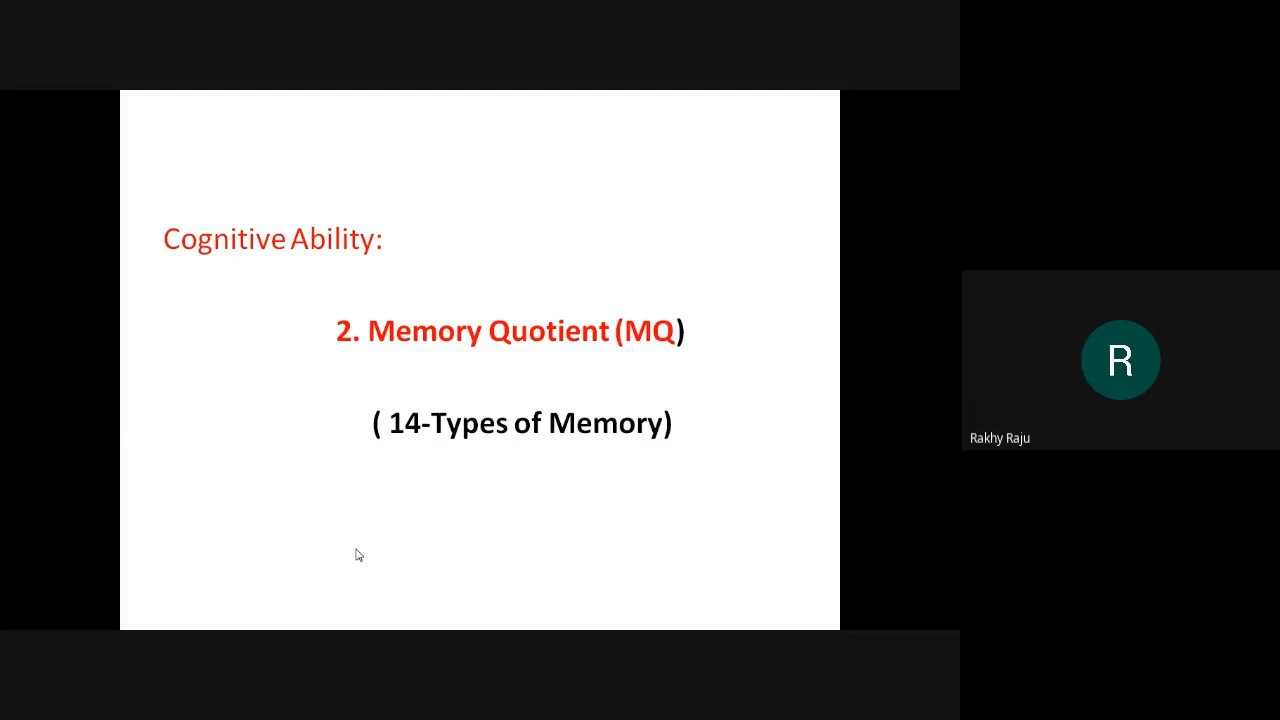 Cognitive Ability:
2. Memory Quotient (MQ)
( 14-Types of Memory)
R
Rakhy Raju